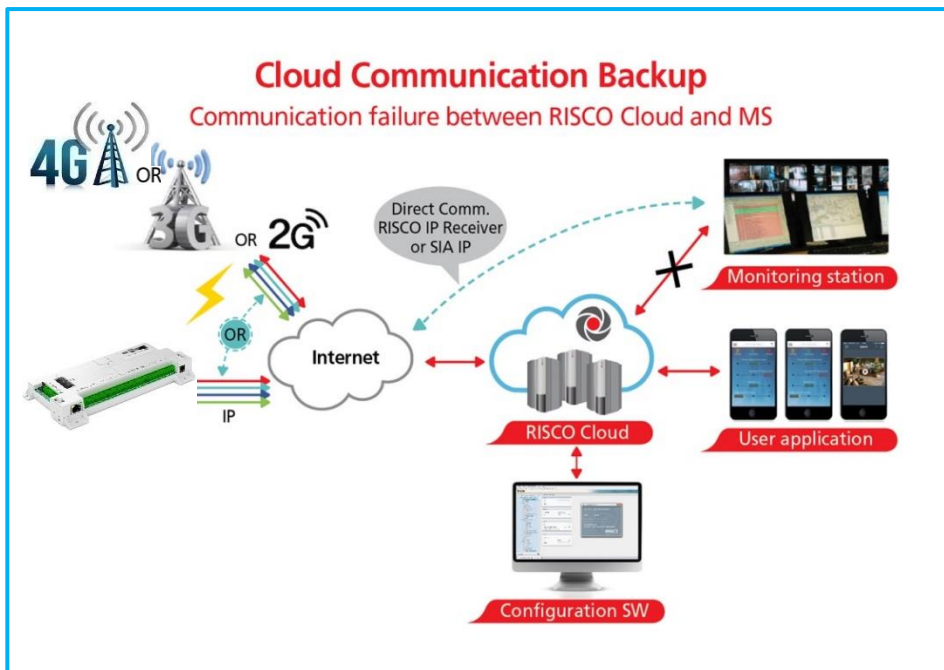 Cloud Communication Backup
Communication failure between RISCO Cloud and MS
4G
OR
3G
OR
2G
Direct Comm.
RISCO IP Receiver
or SIA IP
Monitoring station
OR
Internet
IP
RISCO Cloud
User application
Configuration SW